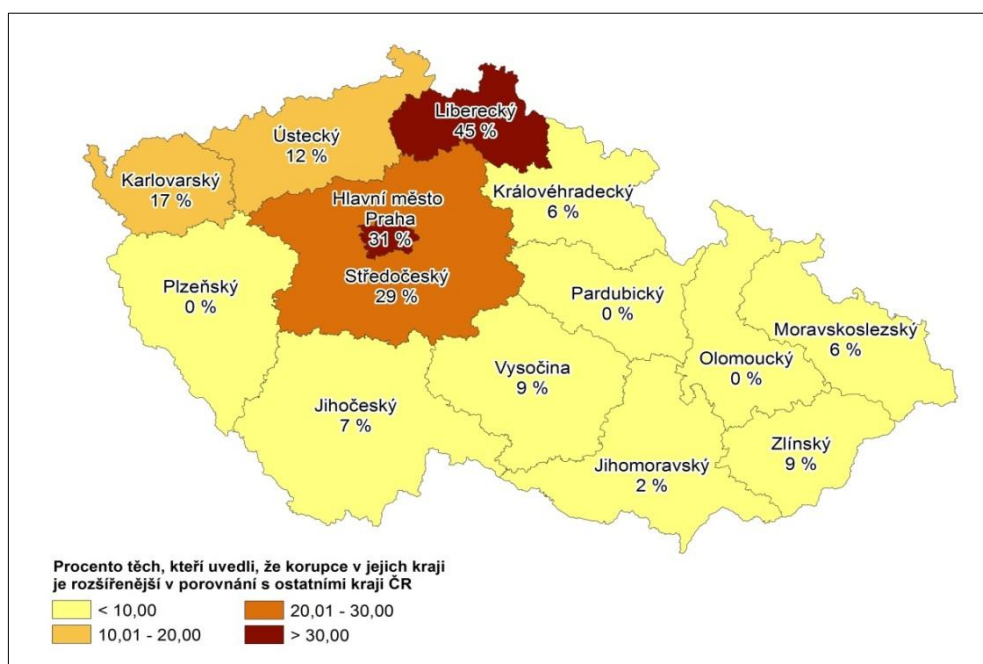 Liberecký
45 %
Ústecký
12 %
Karlovarský
17 %
Hlavní město
Praha
31 %
Královéhradecký
6 %
Středočeský
29 %
Plzeňský
0 %
Pardubický
0 %
Moravskoslezský
6 %
Olomoucký
0 %
Vysočina
9 %
Jihočeský
7 %
Zlínský
9 %
Jihomoravský
2 %
Procento těch, kteří uvedli, že korupce v jejich kraji
je rozšířenější v porovnání s ostatními kraji ČR
< 10,00
20,01 - 30,00
10,01 - 20,00
> 30,00